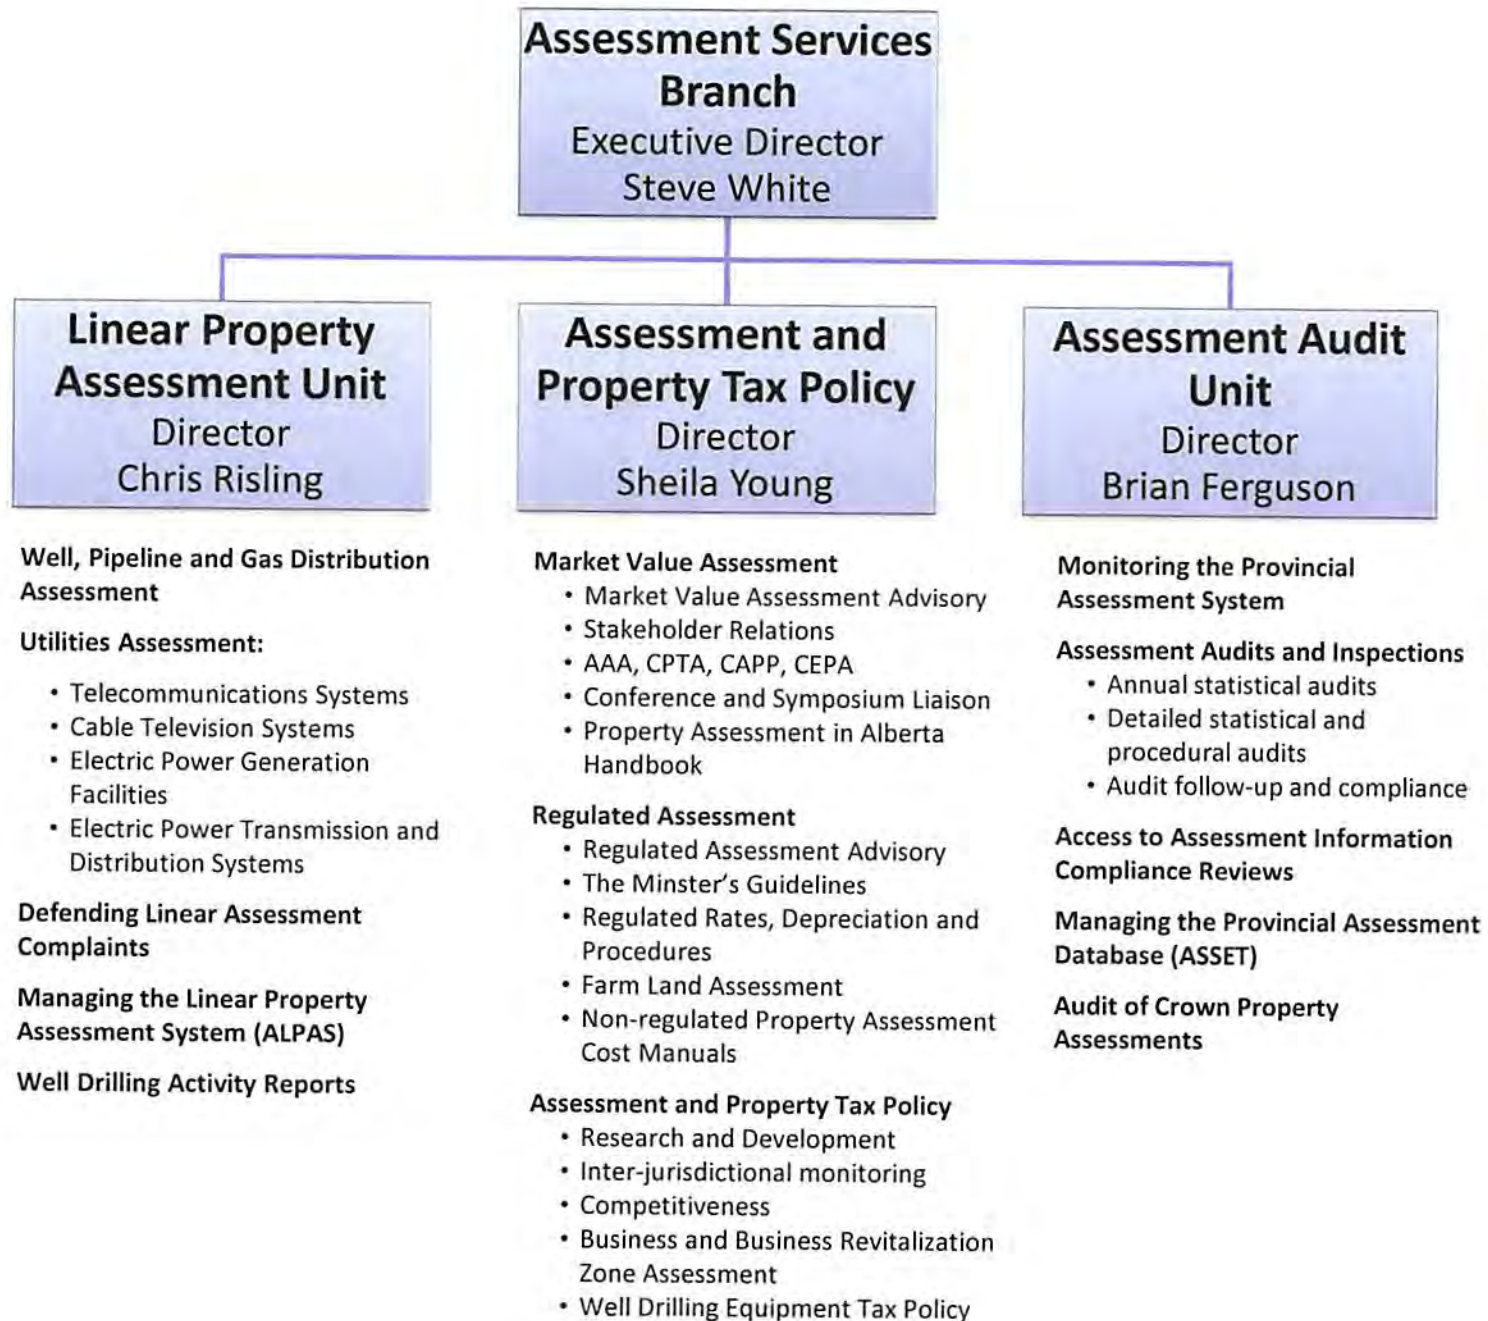 Assessment Services
Branch
Executive Director
Steve White
Linear Property
Assessment Unit
Director
Chris Risling
Well, Pipeline and Gas Distribution
Assessment
Utilities Assessment:
• Telecommunications Systems
• Cable Television Systems
• Electric Power Generation
Facilities
• Electric Power Transmission and
Distribution Systems
Defending Linear Assessment
Complaints
Managing the Linear Property
Assessment System (ALPAS)
Well Drilling Activity Reports
Assessment and
Property Tax Policy
Director
Sheila Young
Market Value Assessment
• Market Value Assessment Advisory
• Stakeholder Relations
• AAA, CPTA, CAPP, CEPA
• Conference and Symposium Liaison
• Property Assessment in Alberta
Handbook
Regulated Assessment
• Regulated Assessment Advisory
• The Minster's Guidelines
• Regulated Rates, Depreciation and
Procedures
• Farm Land Assessment
• Non-regulated Property Assessment
Cost Manuals
Assessment and Property Tax Policy
• Research and Development
• Inter-jurisdictional monitoring
• Competitiveness
• Business and Business Revitalization
Zone Assessment
• Well Drilling Equipment Tax Policy
Assessment Audit
Unit
Director
Brian Ferguson
Monitoring the Provincial
Assessment System
Assessment Audits and Inspections
• Annual statistical audits
• Detailed statistical and
procedural audits
• Audit follow-up and compliance
Access to Assessment Information
Compliance Reviews
Managing the Provincial Assessment
Database (ASSET)
Audit of Crown Property
Assessments